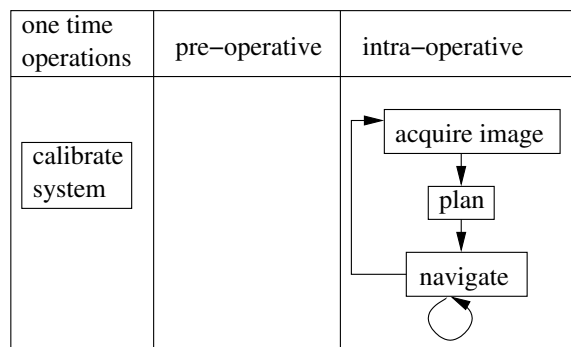 one time
operations
pre−operative
intra−operative
calibrate
system
acquire image
plan
navigate